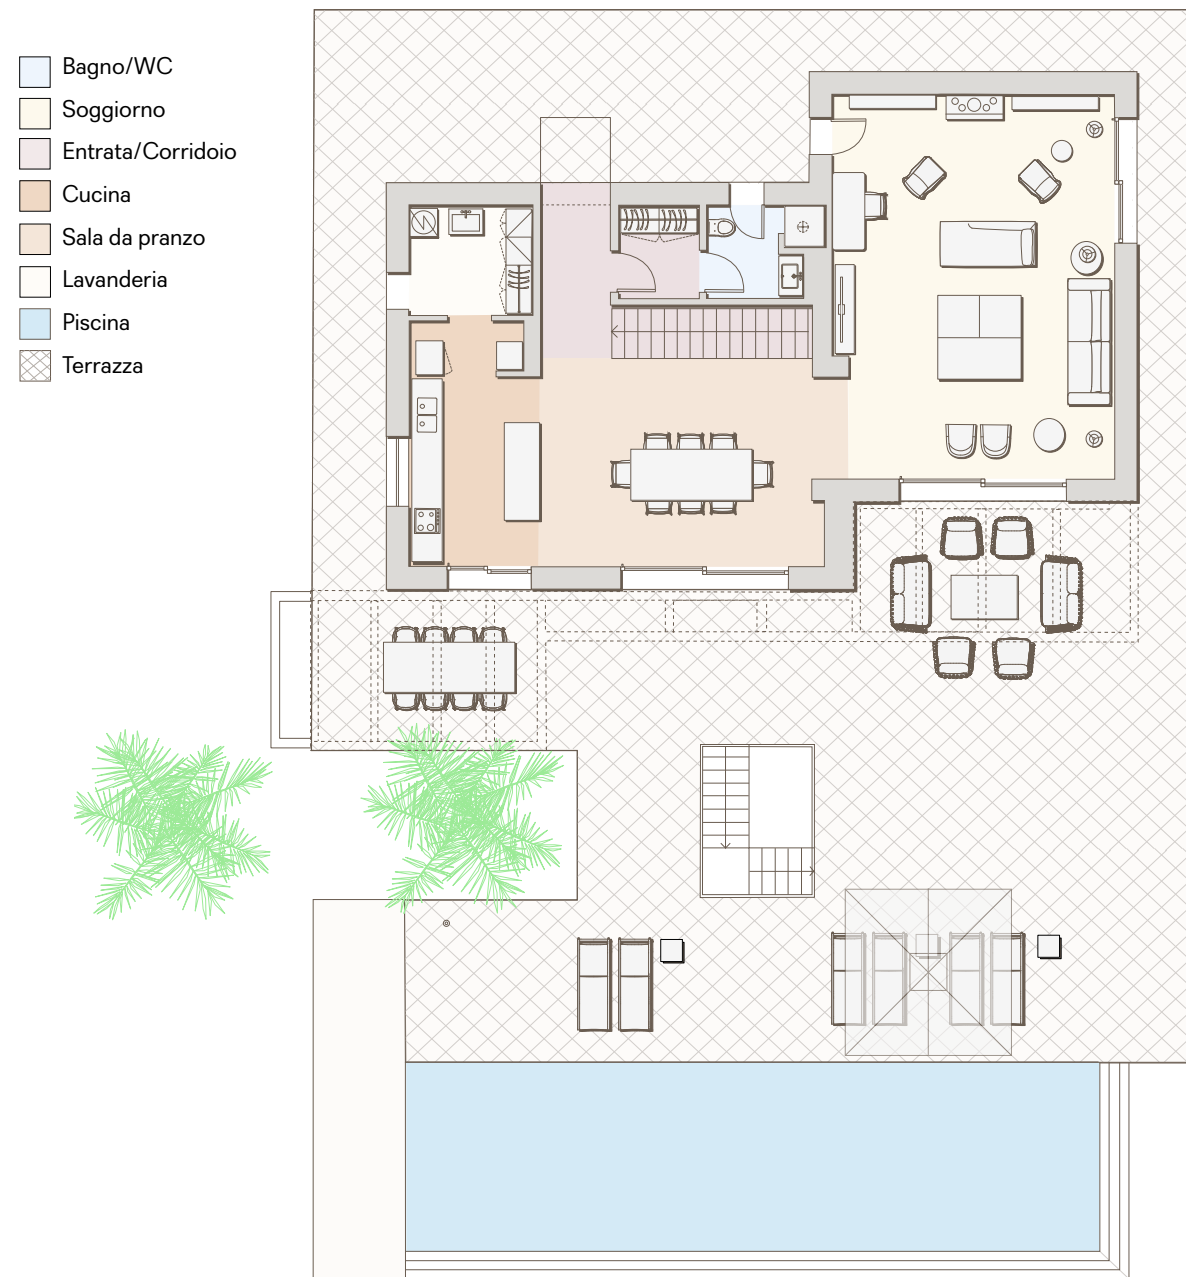 Bagno/WC
Soggiorno
Entrata/Corridoio
Cucina
Sala da pranzo
Lavanderia
Piscina
Terrazza